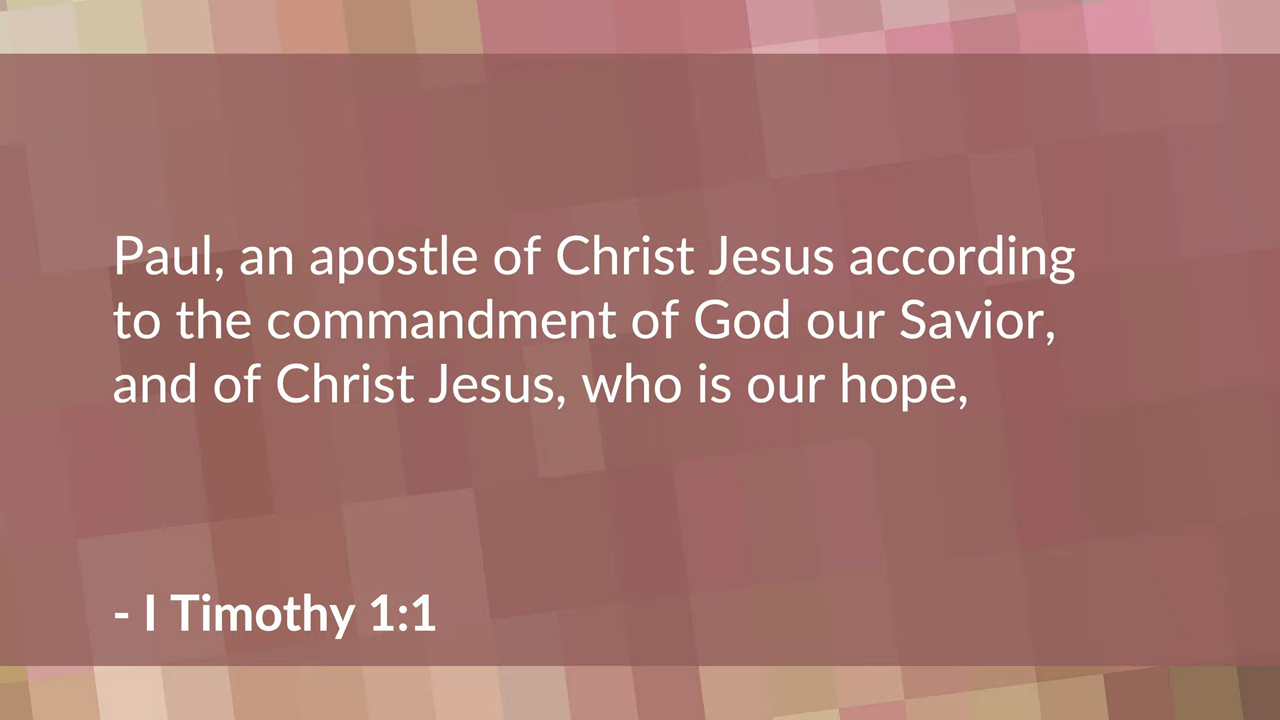 Paul, an apostle of Christ Jesus according
to the commandment of God our Savior,
and of Christ Jesus, who is our hope,
- I Timothy 1:1